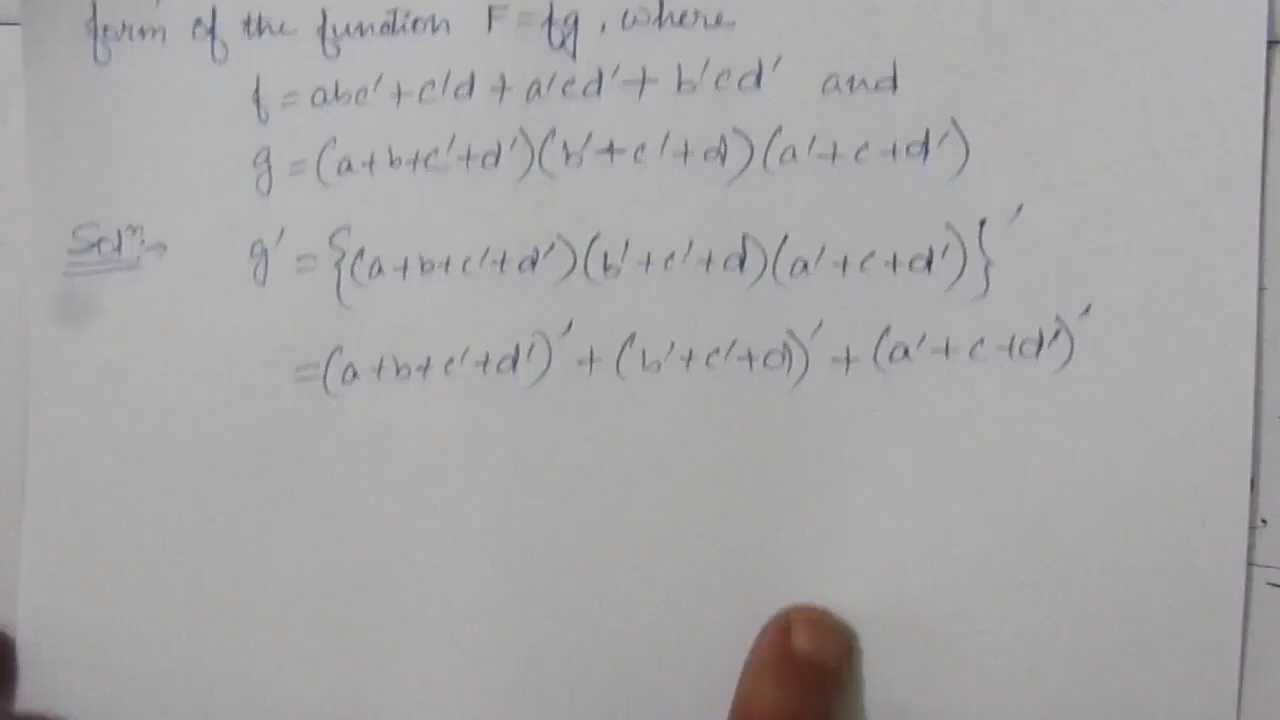 form of the function F = fg, where
f = abc' + c'd + a'cd' + b'cd' and
g = (a+b+c'+d')(b'+c'+d)(a'+c+d')
Soln:→ g' = {(a+b+c'+d')(b'+c'+d)(a'+c+d')}'
= (a+b+c'+d')' + (b'+c'+d)' + (a'+c+d')'